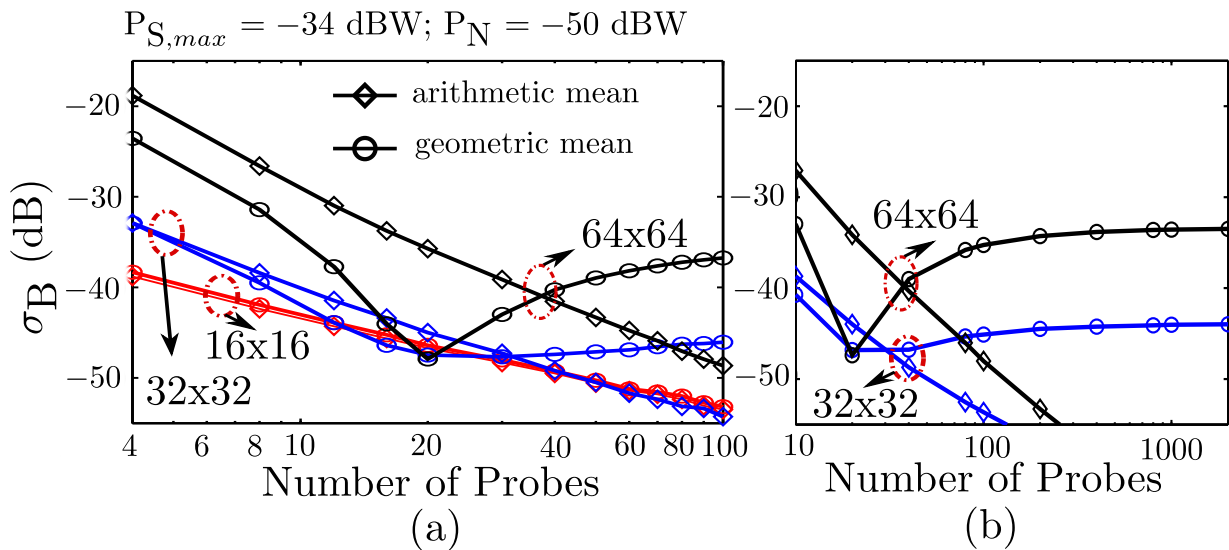 P_S,max = −34 dBW; P_N = −50 dBW
arithmetic mean
geometric mean
64x64
16x16
32x32
−20
−30
−40
−50
σ_B (dB)
4 6 8 10 20 40 60 80 100
Number of Probes
(a)
−20
−30
−40
−50
64x64
32x32
10 100 1000
Number of Probes
(b)